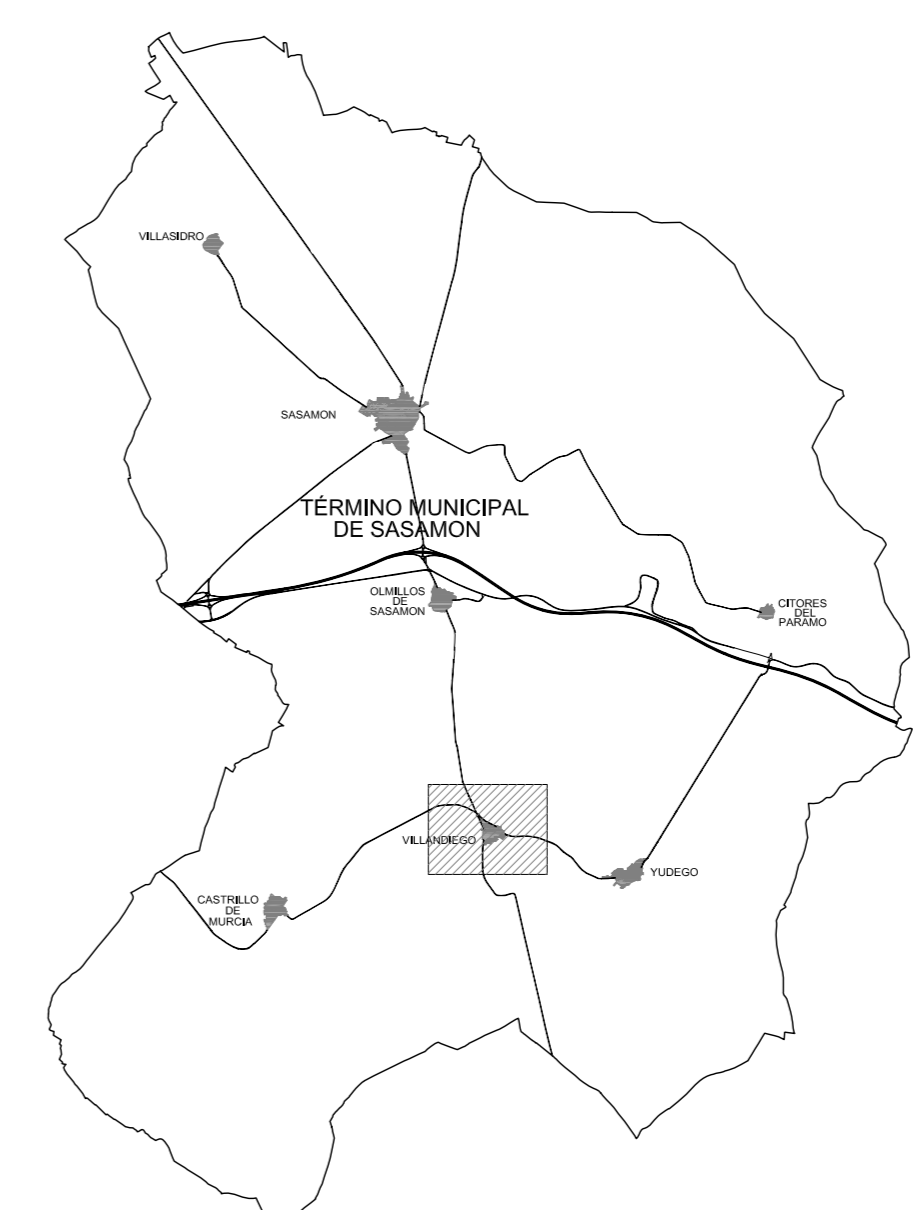 VILLASIDRO
SASAMON
TÉRMINO MUNICIPAL
DE SASAMON
OLMILLOS
DE
SASAMON
CITORES
DEL
PARAMO
VILLANDIEGO
YUDEGO
CASTRILLO
DE
MURCIA